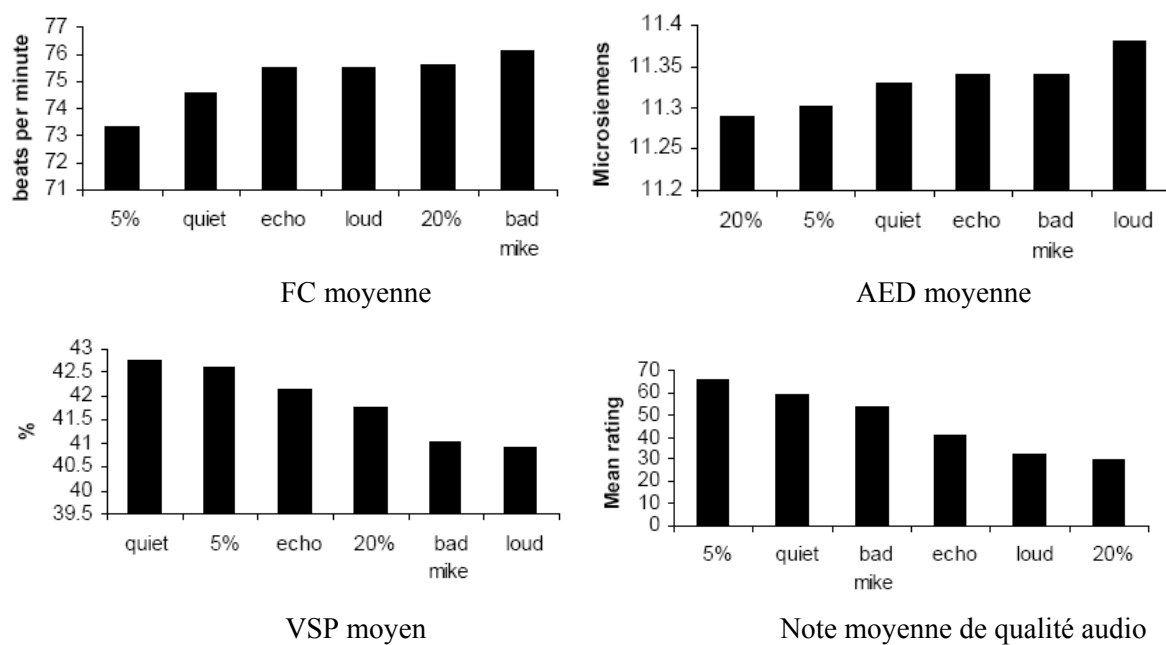 beats per minute
77
76
75
74
73
72
71
5% quiet echo loud 20% bad
mike
FC moyenne
Microsiemens
11.4
11.35
11.3
11.25
11.2
20% 5% quiet echo bad loud
mike
AED moyenne
%
43
42.5
42
41.5
41
40.5
40
39.5
quiet 5% echo 20% bad loud
mike
VSP moyen
Mean rating
70
60
50
40
30
20
10
0
5% quiet bad echo loud 20%
mike
Note moyenne de qualité audio